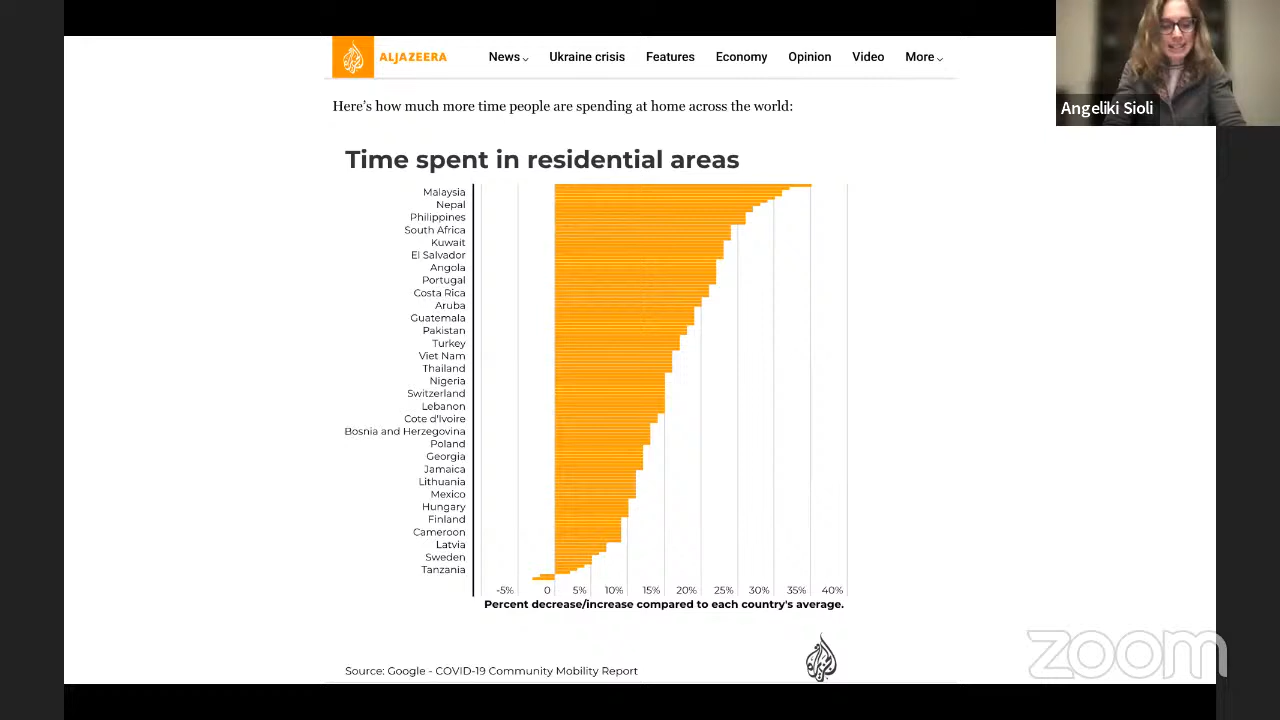 ALJAZEERA
News
Ukraine crisis
Features
Economy
Opinion
Video
More
Angeliki Sioli
Here's how much more time people are spending at home across the world:
Time spent in residential areas
Malaysia
Nepal
Philippines
South Africa
Kuwait
El Salvador
Angola
Portugal
Costa Rica
Aruba
Guatemala
Pakistan
Turkey
Viet Nam
Thailand
Nigeria
Switzerland
Lebanon
Cote d'Ivoire
Bosnia and Herzegovina
Poland
Georgia
Jamaica
Lithuania
Mexico
Hungary
Finland
Cameroon
Latvia
Sweden
Tanzania
-5% 0 5% 10% 15% 20% 25% 30% 35% 40%
Percent decrease/increase compared to each country's average.
Source: Google - COVID-19 Community Mobility Report
zoom